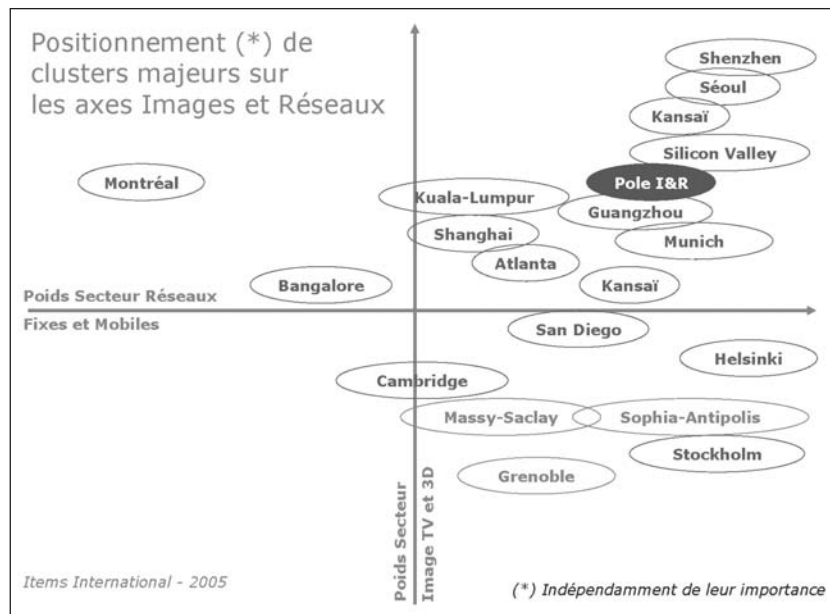 Positionnement (*) de
clusters majeurs sur
les axes Images et Réseaux
Shenzhen
Séoul
Kansaï
Silicon Valley
Montréal
Pole I&R
Kuala-Lumpur
Guangzhou
Shanghai
Munich
Atlanta
Bangalore
Kansaï
Poids Secteur Réseaux
Fixes et Mobiles
San Diego
Helsinki
Cambridge
Massy-Saclay
Sophia-Antipolis
Stockholm
Grenoble
Poids Secteur
Image TV et 3D
Items International - 2005
(*) Indépendamment de leur importance